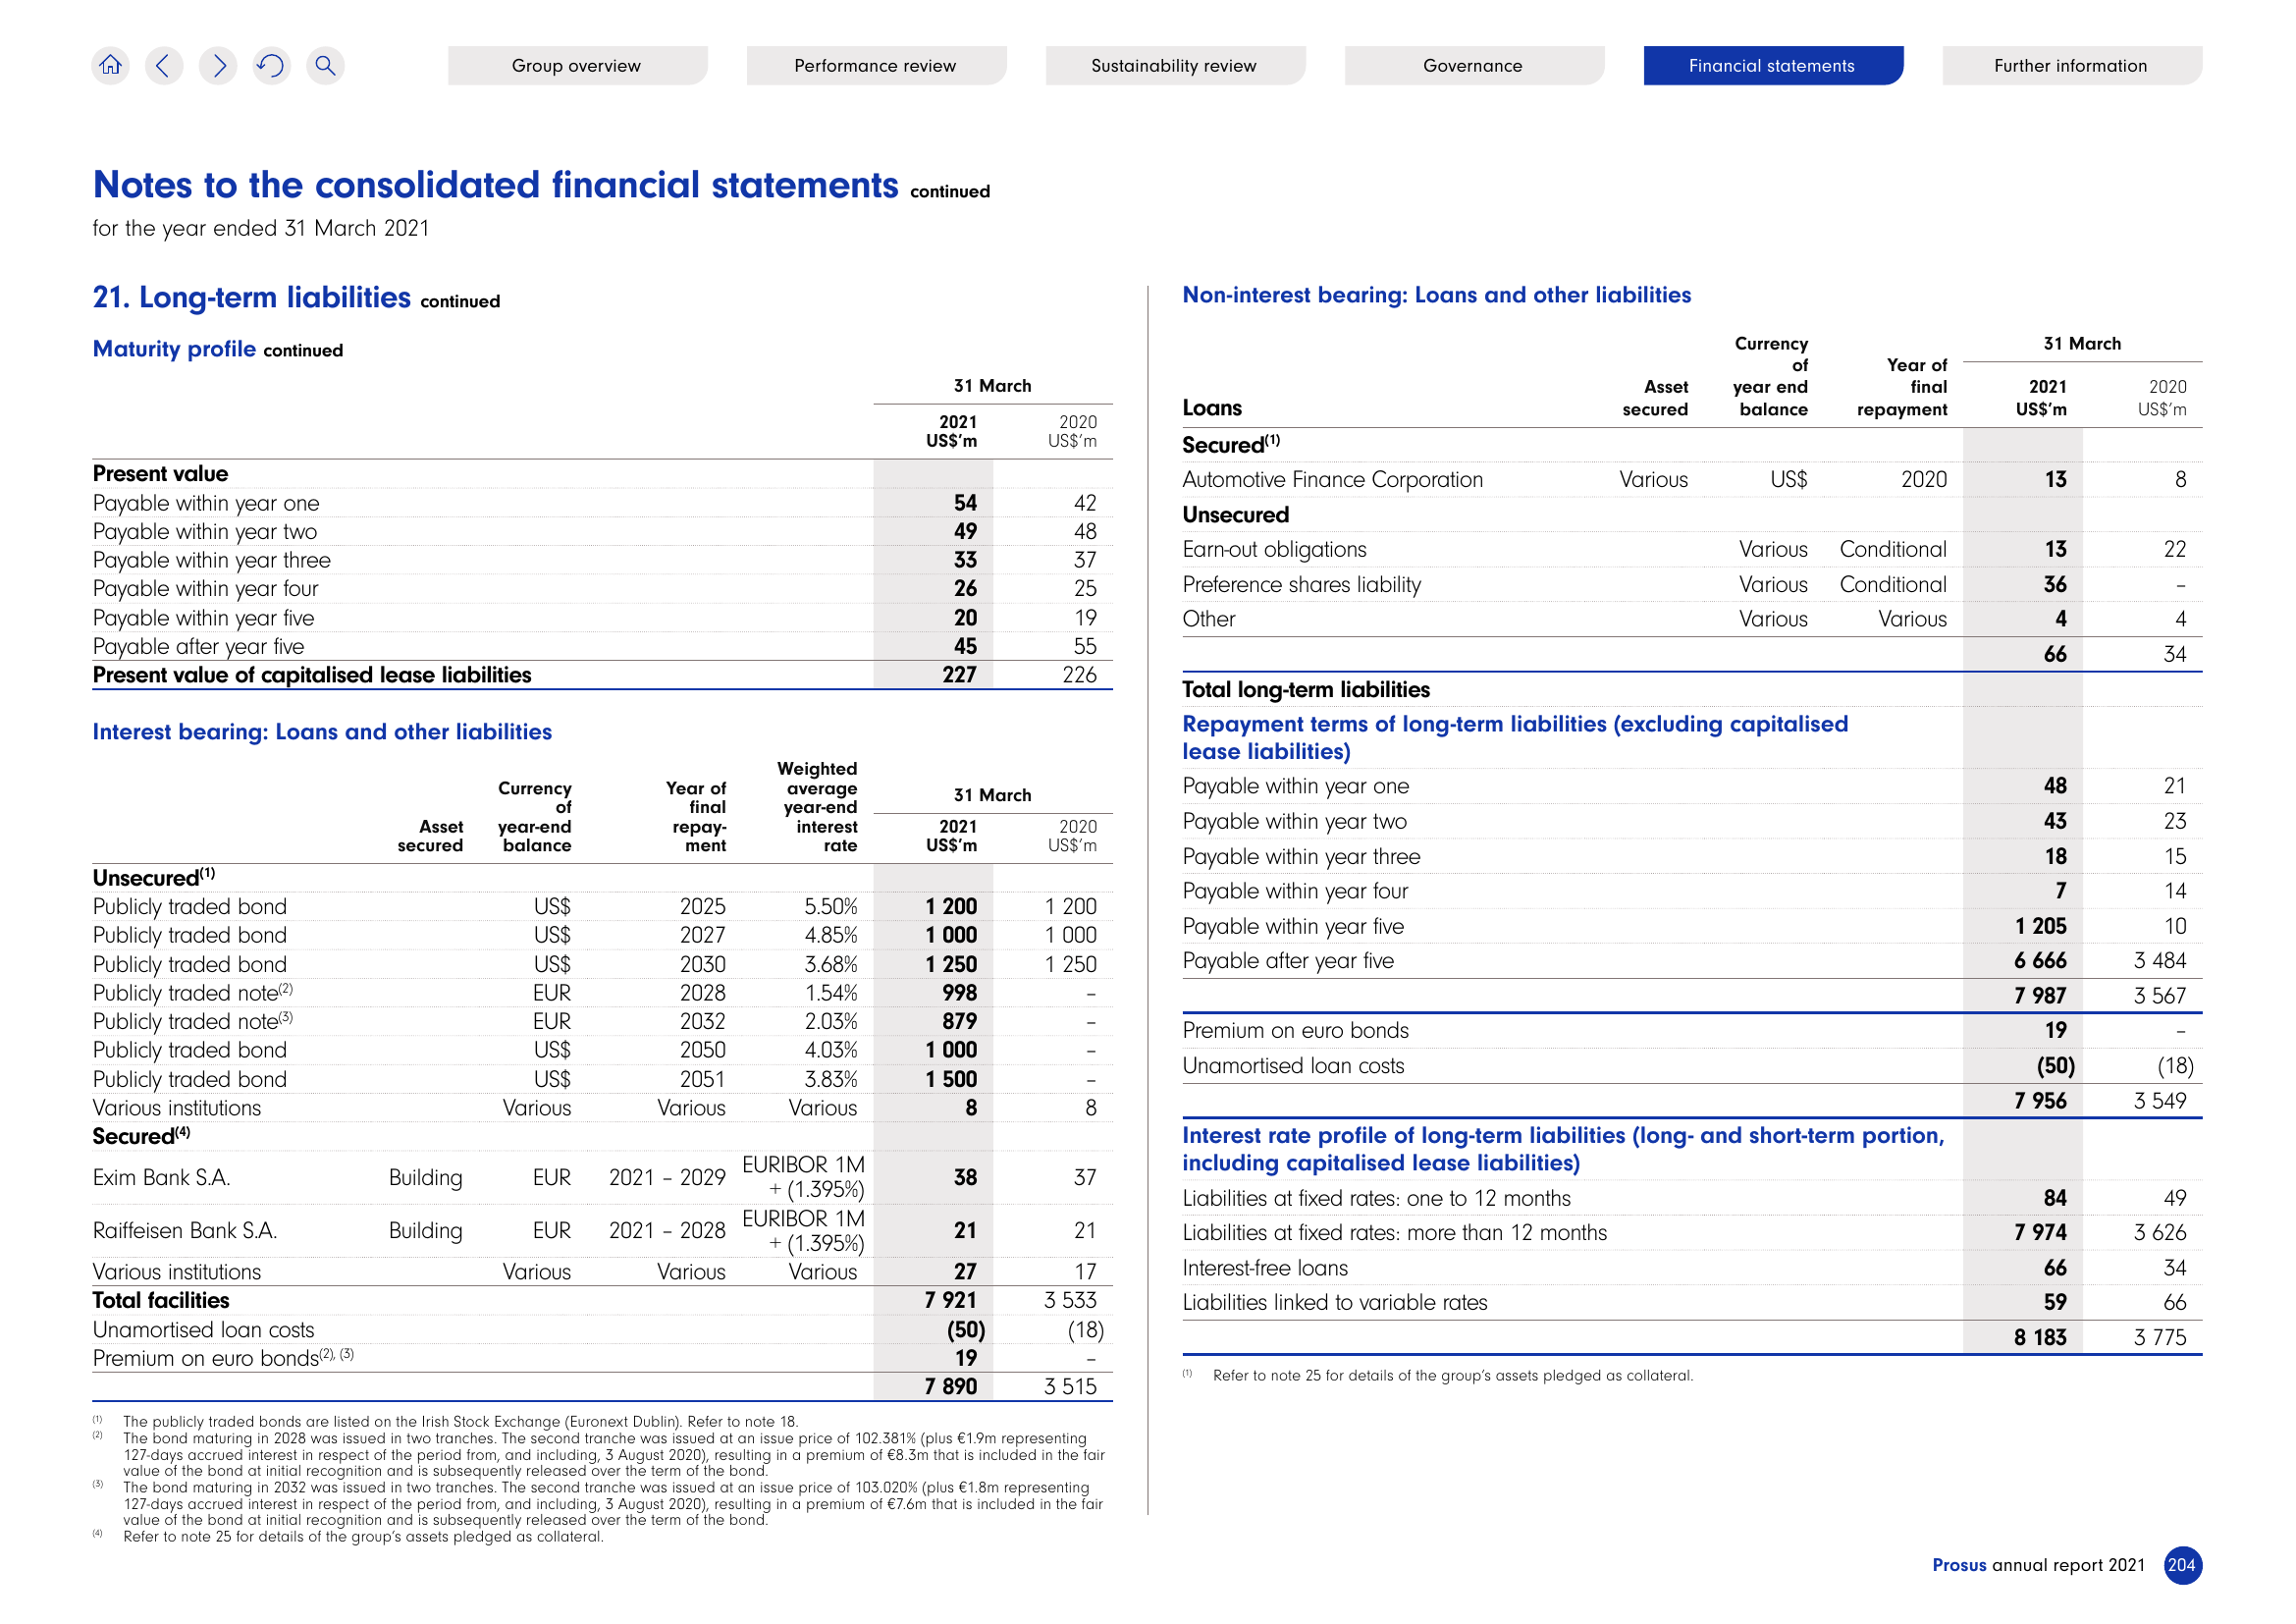 Group overview
Performance review
Sustainability review
Governance
Financial statements
Further information
Notes to the consolidated financial statements continued
for the year ended 31 March 2021
21. Long-term liabilities continued
Maturity profile continued
31 March
2021 2020
US$'m US$'m
Present value
Payable within year one 54 42
Payable within year two 49 48
Payable within year three 33 37
Payable within year four 26 25
Payable within year five 20 19
Payable after year five 45 55
Present value of capitalised lease liabilities 227 226
Interest bearing: Loans and other liabilities
Weighted
Currency Year of average
of final year-end 31 March
Asset year-end repay- interest 2021 2020
secured balance ment rate US$'m US$'m
Unsecured(1)
Publicly traded bond US$ 2025 5.50% 1 200 1 200
Publicly traded bond US$ 2027 4.85% 1 000 1 000
Publicly traded bond US$ 2030 3.68% 1 250 1 250
Publicly traded note(2) EUR 2028 1.54% 998 –
Publicly traded note(3) EUR 2032 2.03% 879 –
Publicly traded bond US$ 2050 4.03% 1 000 –
Publicly traded bond US$ 2051 3.83% 1 500 –
Various institutions Various Various Various 8 8
Secured(4)
Exim Bank S.A. Building EUR 2021 – 2029 EURIBOR 1M + (1.395%) 38 37
Raiffeisen Bank S.A. Building EUR 2021 – 2028 EURIBOR 1M + (1.395%) 21 21
Various institutions Various Various Various 27 17
Total facilities 7 921 3 533
Unamortised loan costs (50) (18)
Premium on euro bonds(2), (3) 19 –
7 890 3 515
(1) The publicly traded bonds are listed on the Irish Stock Exchange (Euronext Dublin). Refer to note 18.
(2) The bond maturing in 2028 was issued in two tranches. The second tranche was issued at an issue price of 102.381% (plus €1.9m representing
127-days accrued interest in respect of the period from, and including, 3 August 2020), resulting in a premium of €8.3m that is included in the fair
value of the bond at initial recognition and is subsequently released over the term of the bond.
(3) The bond maturing in 2032 was issued in two tranches. The second tranche was issued at an issue price of 103.020% (plus €1.8m representing
127-days accrued interest in respect of the period from, and including, 3 August 2020), resulting in a premium of €7.6m that is included in the fair
value of the bond at initial recognition and is subsequently released over the term of the bond.
(4) Refer to note 25 for details of the group's assets pledged as collateral.
Non-interest bearing: Loans and other liabilities
Currency 31 March
of Year of
Asset year end final 2021 2020
Loans secured balance repayment US$'m US$'m
Secured(1)
Automotive Finance Corporation Various US$ 2020 13 8
Unsecured
Earn-out obligations Various Conditional 13 22
Preference shares liability Various Conditional 36 –
Other Various Various 4 4
66 34
Total long-term liabilities
Repayment terms of long-term liabilities (excluding capitalised
lease liabilities)
Payable within year one 48 21
Payable within year two 43 23
Payable within year three 18 15
Payable within year four 7 14
Payable within year five 1 205 10
Payable after year five 6 666 3 484
7 987 3 567
Premium on euro bonds 19 –
Unamortised loan costs (50) (18)
7 956 3 549
Interest rate profile of long-term liabilities (long- and short-term portion,
including capitalised lease liabilities)
Liabilities at fixed rates: one to 12 months 84 49
Liabilities at fixed rates: more than 12 months 7 974 3 626
Interest-free loans 66 34
Liabilities linked to variable rates 59 66
8 183 3 775
(1) Refer to note 25 for details of the group's assets pledged as collateral.
Prosus annual report 2021 204